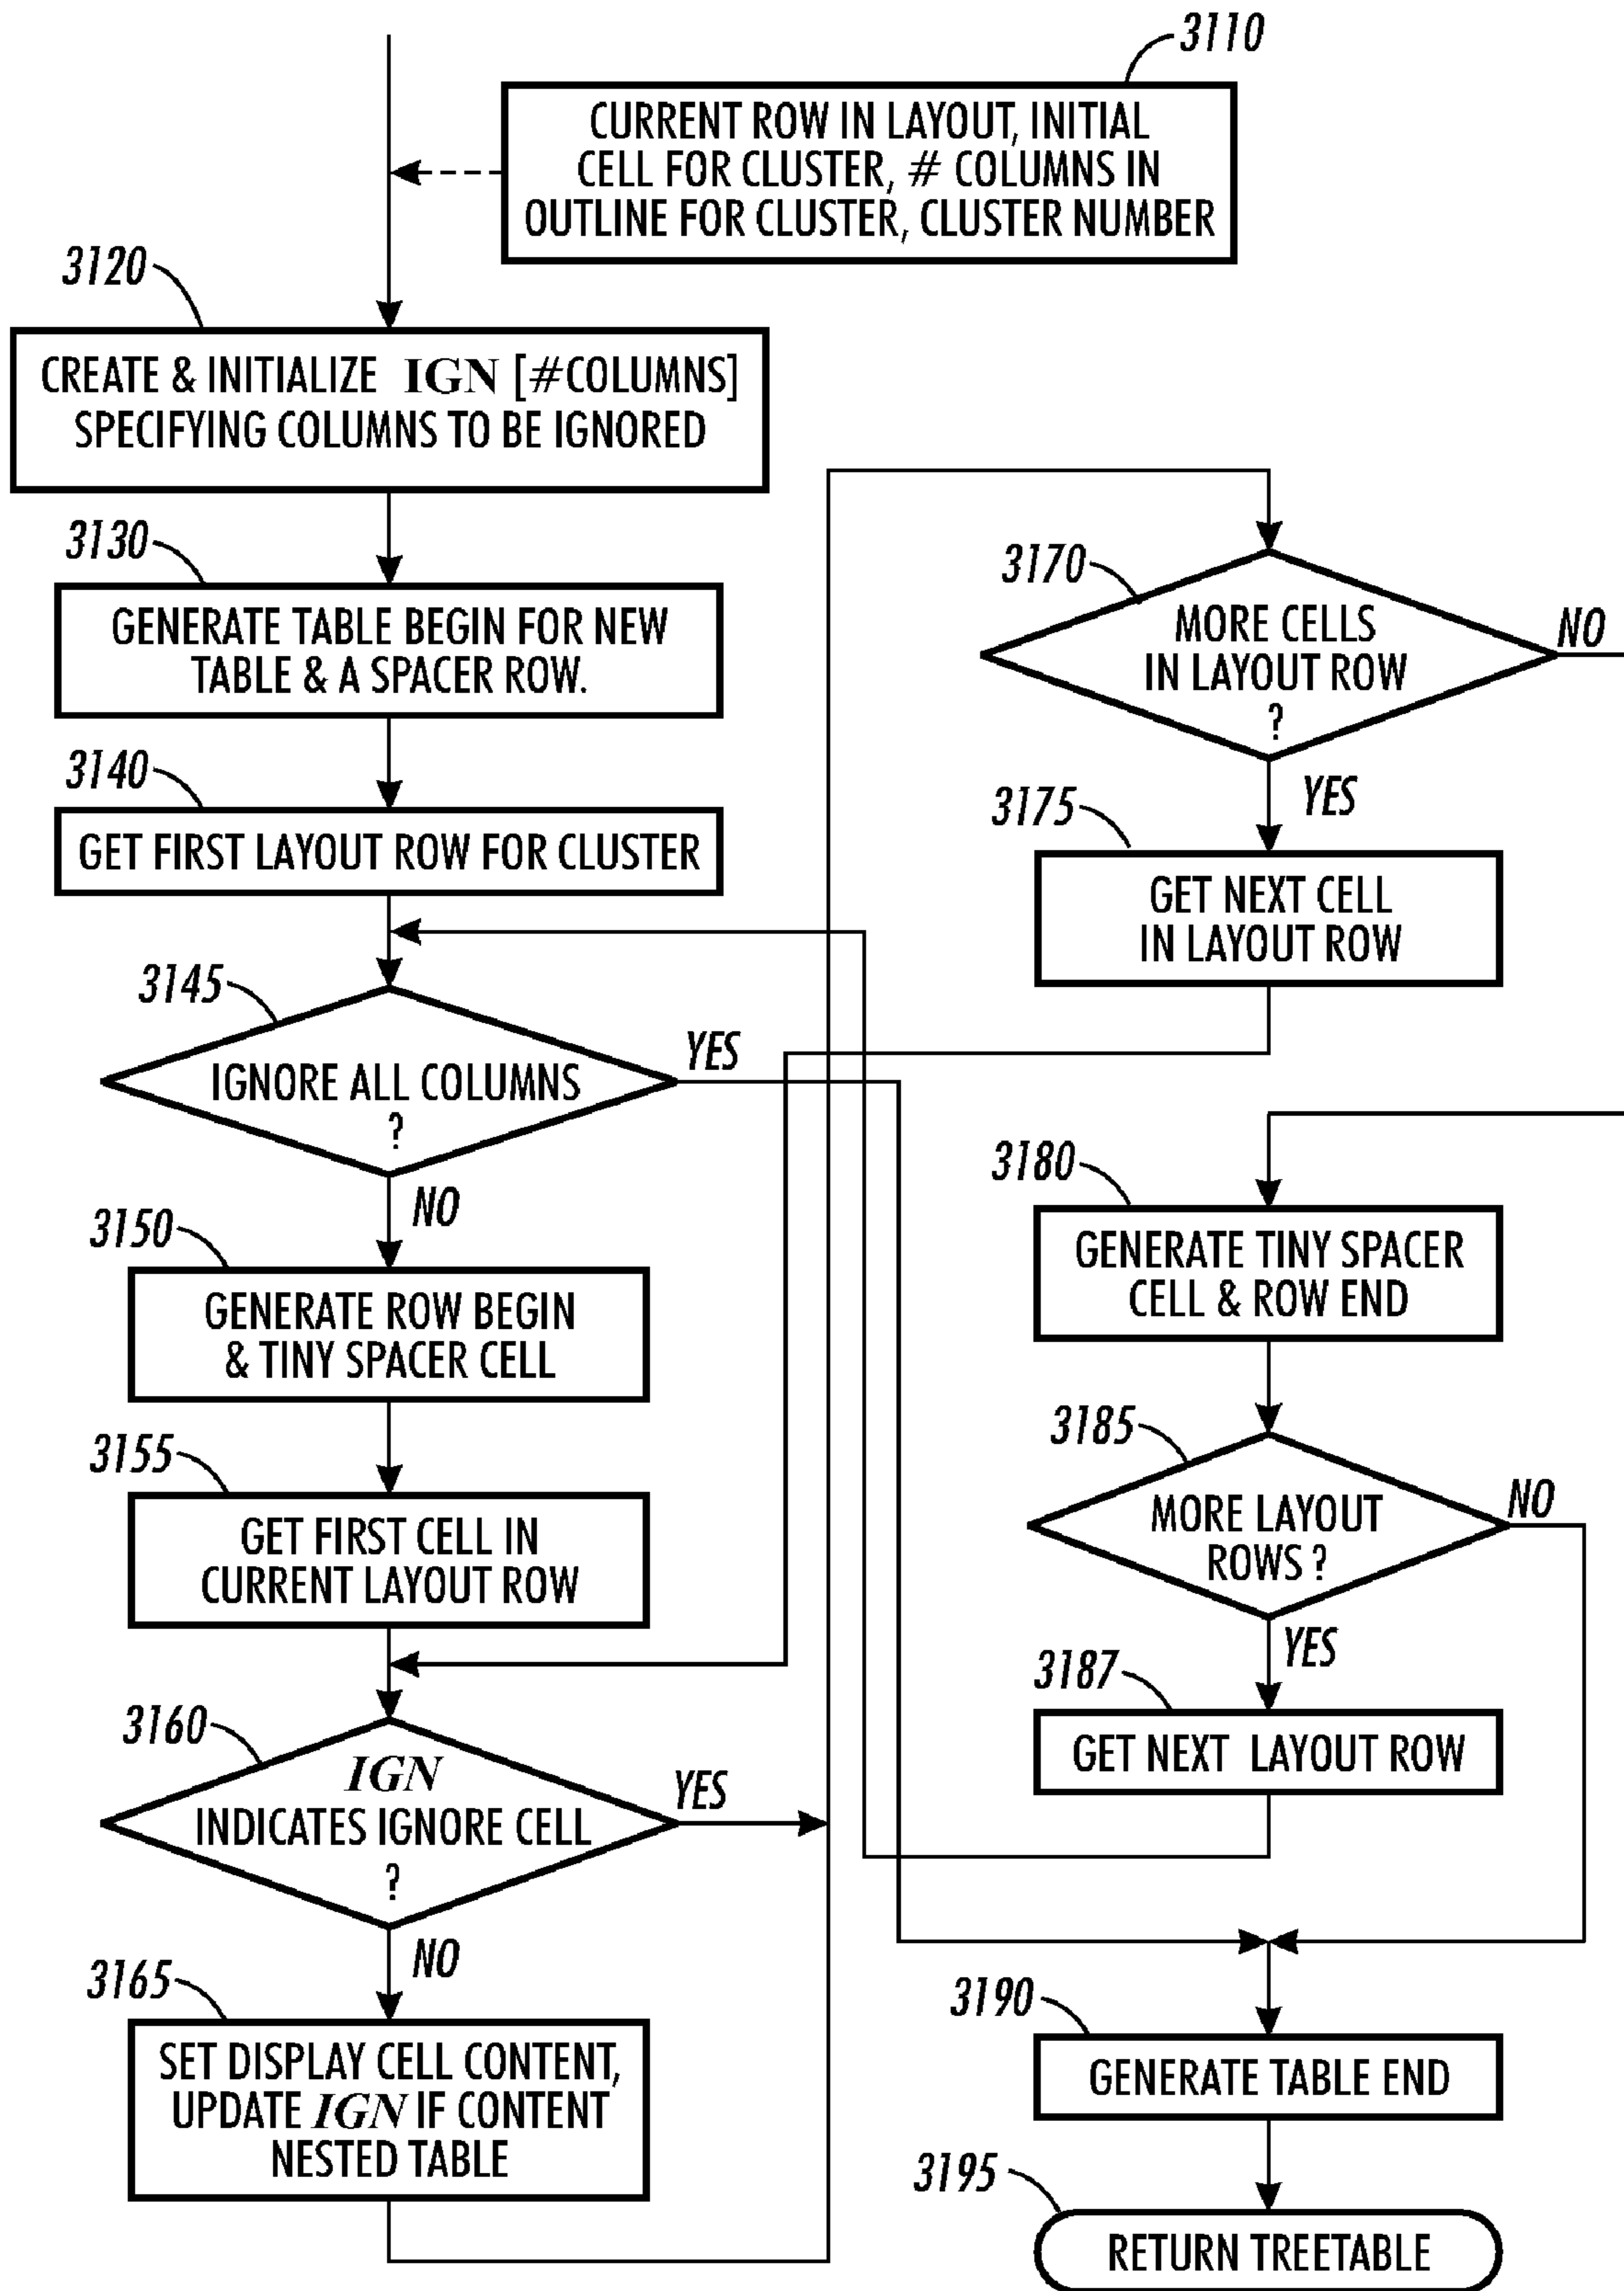 3110
CURRENT ROW IN LAYOUT, INITIAL
CELL FOR CLUSTER, # COLUMNS IN
OUTLINE FOR CLUSTER, CLUSTER NUMBER
3120
CREATE & INITIALIZE IGN [#COLUMNS]
SPECIFYING COLUMNS TO BE IGNORED
3130
GENERATE TABLE BEGIN FOR NEW
TABLE & A SPACER ROW.
3140
GET FIRST LAYOUT ROW FOR CLUSTER
3145
IGNORE ALL COLUMNS
?
YES
NO
3150
GENERATE ROW BEGIN
& TINY SPACER CELL
3155
GET FIRST CELL IN
CURRENT LAYOUT ROW
3160
IGN
INDICATES IGNORE CELL
?
YES
NO
3165
SET DISPLAY CELL CONTENT,
UPDATE IGN IF CONTENT
NESTED TABLE
3170
MORE CELLS
IN LAYOUT ROW
?
NO
YES
3175
GET NEXT CELL
IN LAYOUT ROW
3180
GENERATE TINY SPACER
CELL & ROW END
3185
MORE LAYOUT
ROWS ?
NO
YES
3187
GET NEXT LAYOUT ROW
3190
GENERATE TABLE END
3195
RETURN TREETABLE